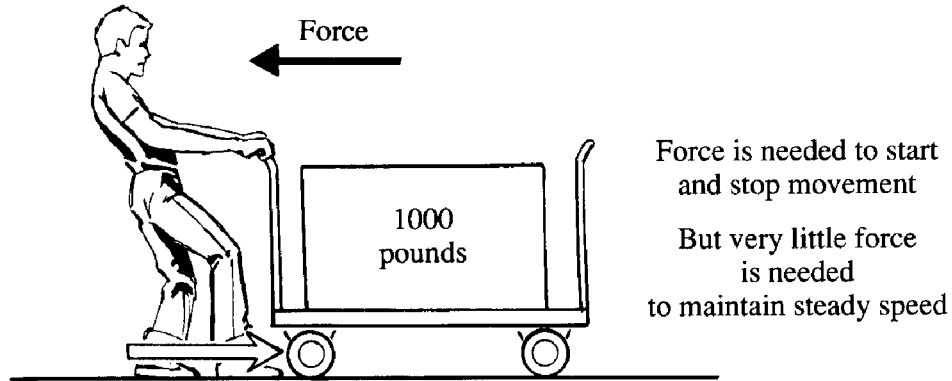 Force
1000
pounds
Force is needed to start
and stop movement
But very little force
is needed
to maintain steady speed